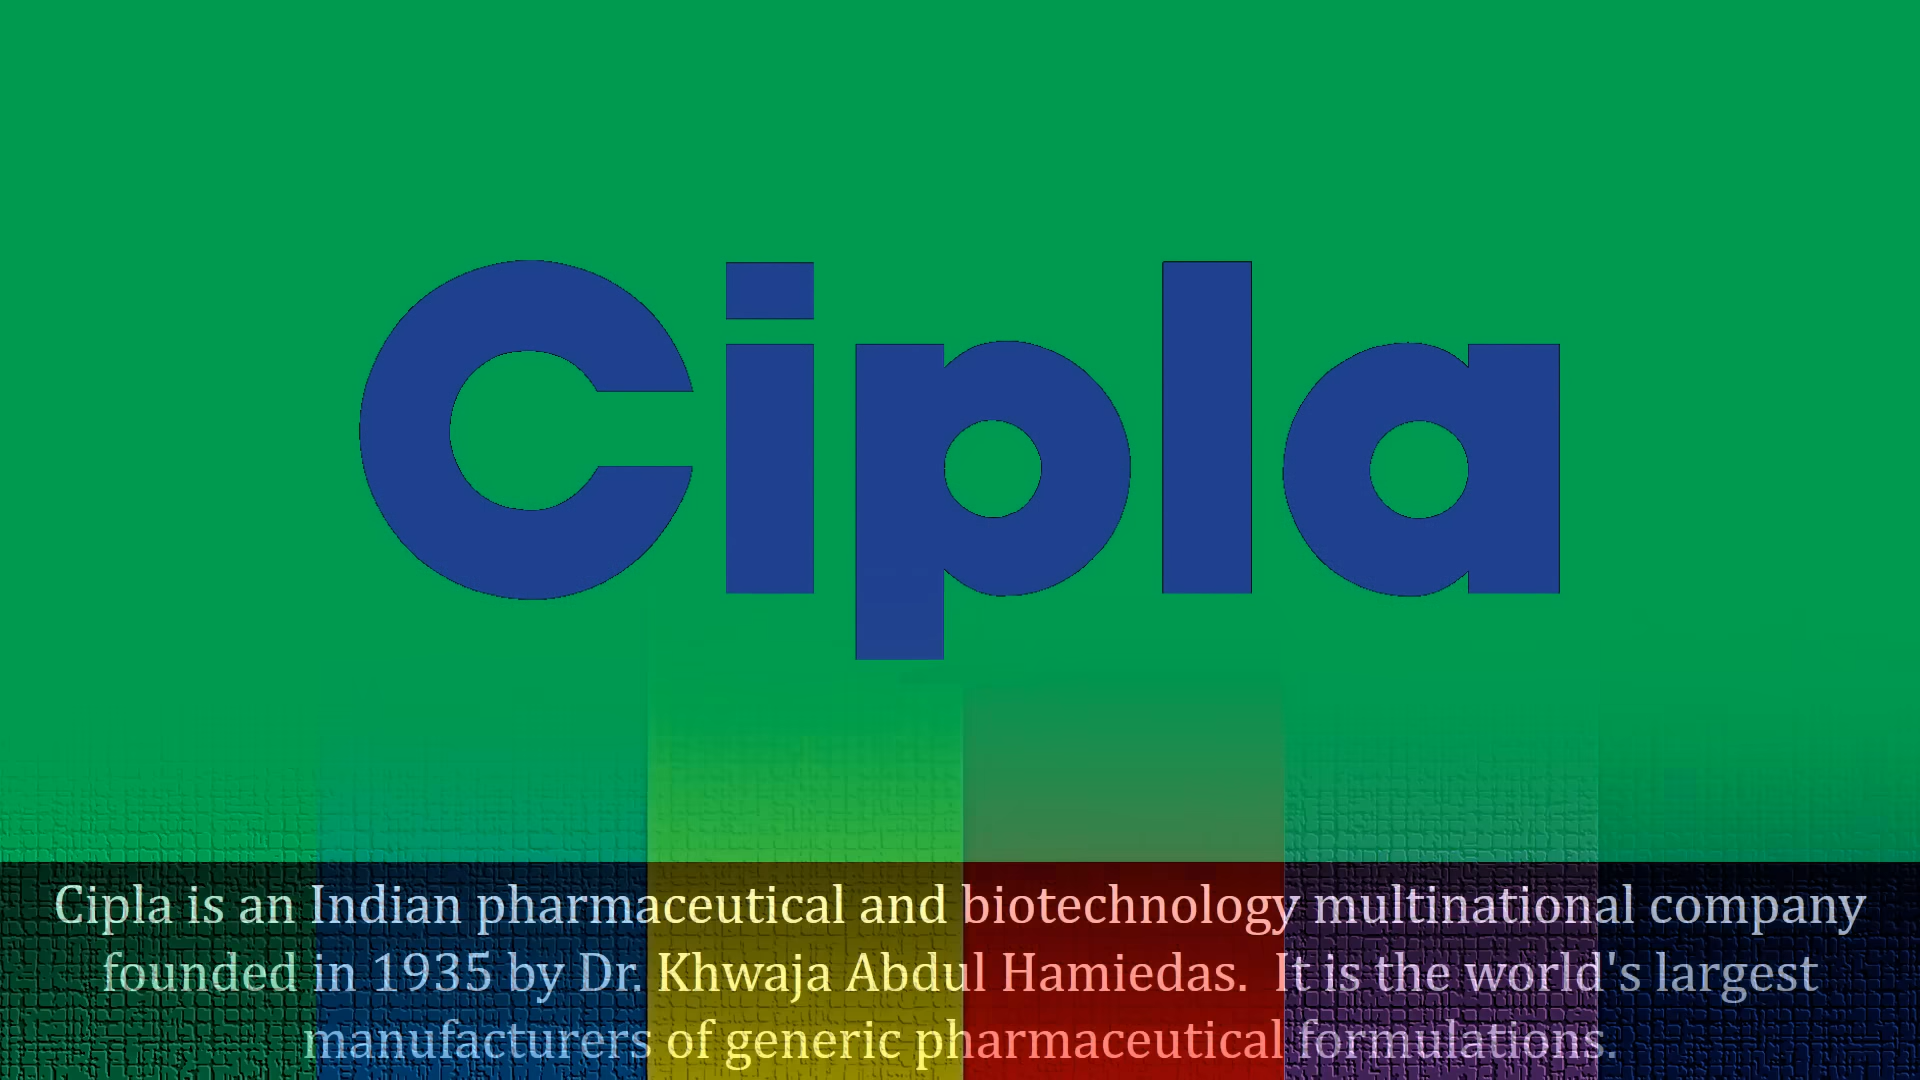 Cipla
Cipla is an Indian pharmaceutical and biotechnology multinational company
founded in 1935 by Dr. Khwaja Abdul Hamiedas.  It is the world's largest
manufacturers of generic pharmaceutical formulations.